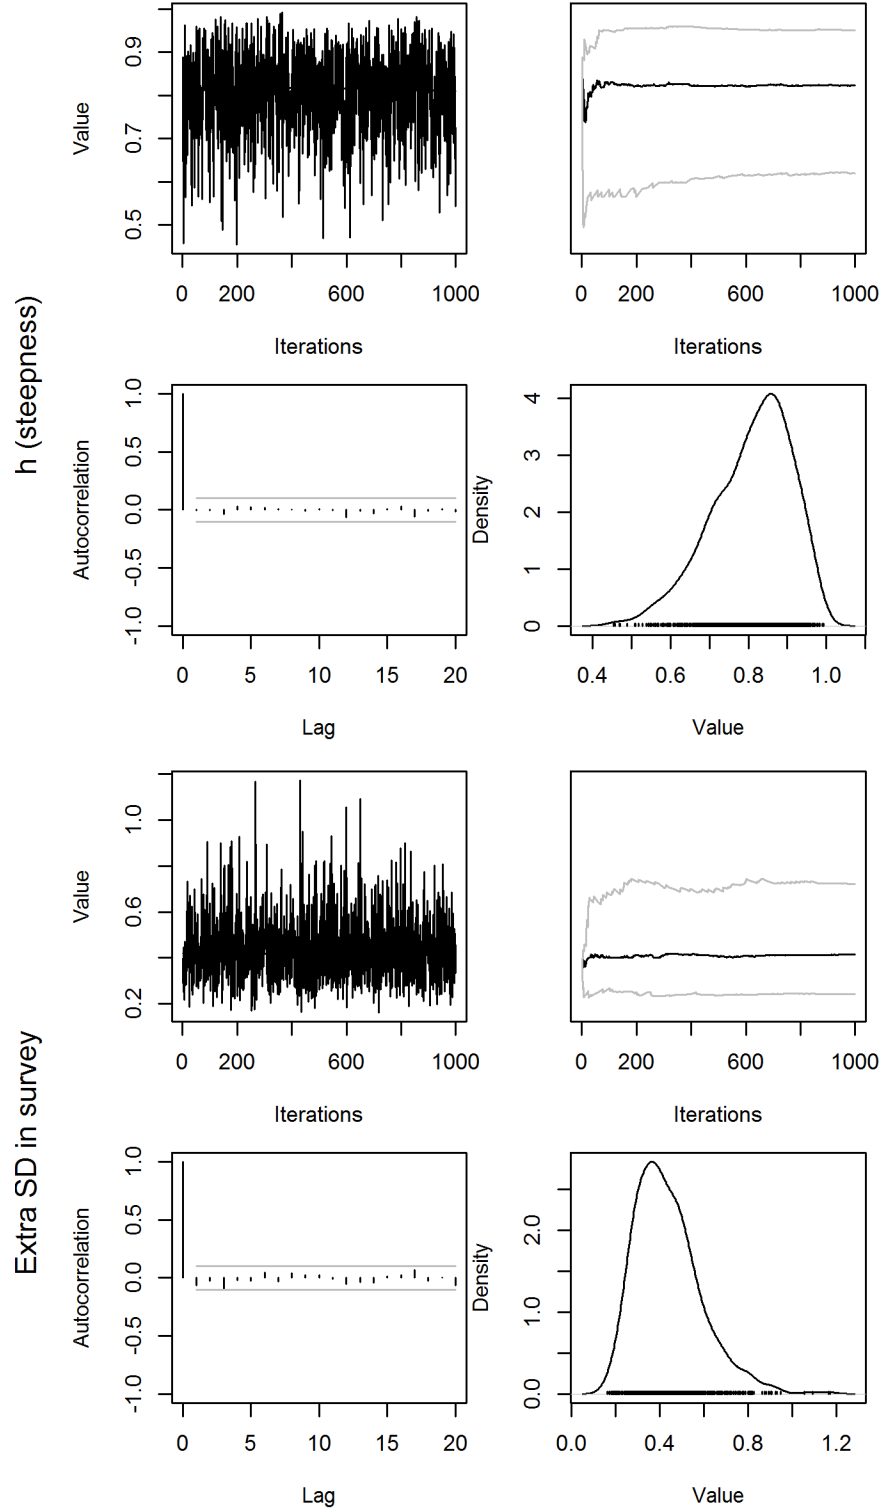 h (steepness)
Value
0.5 0.7 0.9
0 200 600 1000
Iterations
0 200 600 1000
Iterations
Autocorrelation
-1.0 -0.5 0.0 0.5 1.0
0 5 10 15 20
Lag
Density
0 1 2 3 4
0.4 0.6 0.8 1.0
Value
Extra SD in survey
Value
0.2 0.6 1.0
0 200 600 1000
Iterations
0 200 600 1000
Iterations
Autocorrelation
-1.0 -0.5 0.0 0.5 1.0
0 5 10 15 20
Lag
Density
0.0 1.0 2.0
0.0 0.4 0.8 1.2
Value